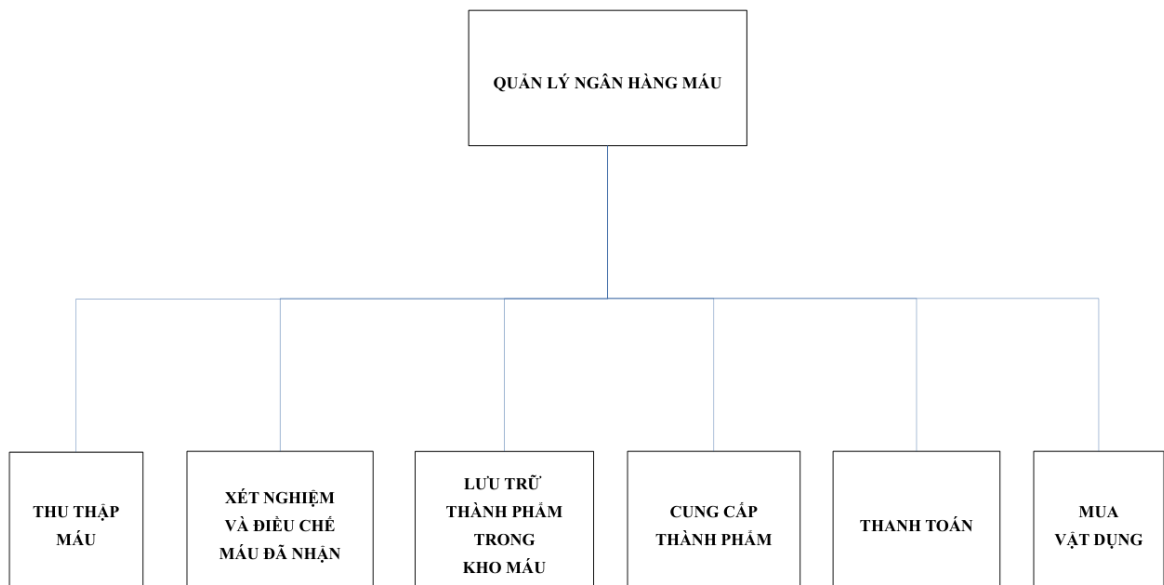 QUẢN LÝ NGÂN HÀNG MÁU
THU THẬP
MÁU
XÉT NGHIỆM
VÀ ĐIỀU CHẾ
MÁU ĐÃ NHẬN
LƯU TRỮ
THÀNH PHẨM
TRONG
KHO MÁU
CUNG CẤP
THÀNH PHẨM
THANH TOÁN
MUA
VẬT DỤNG